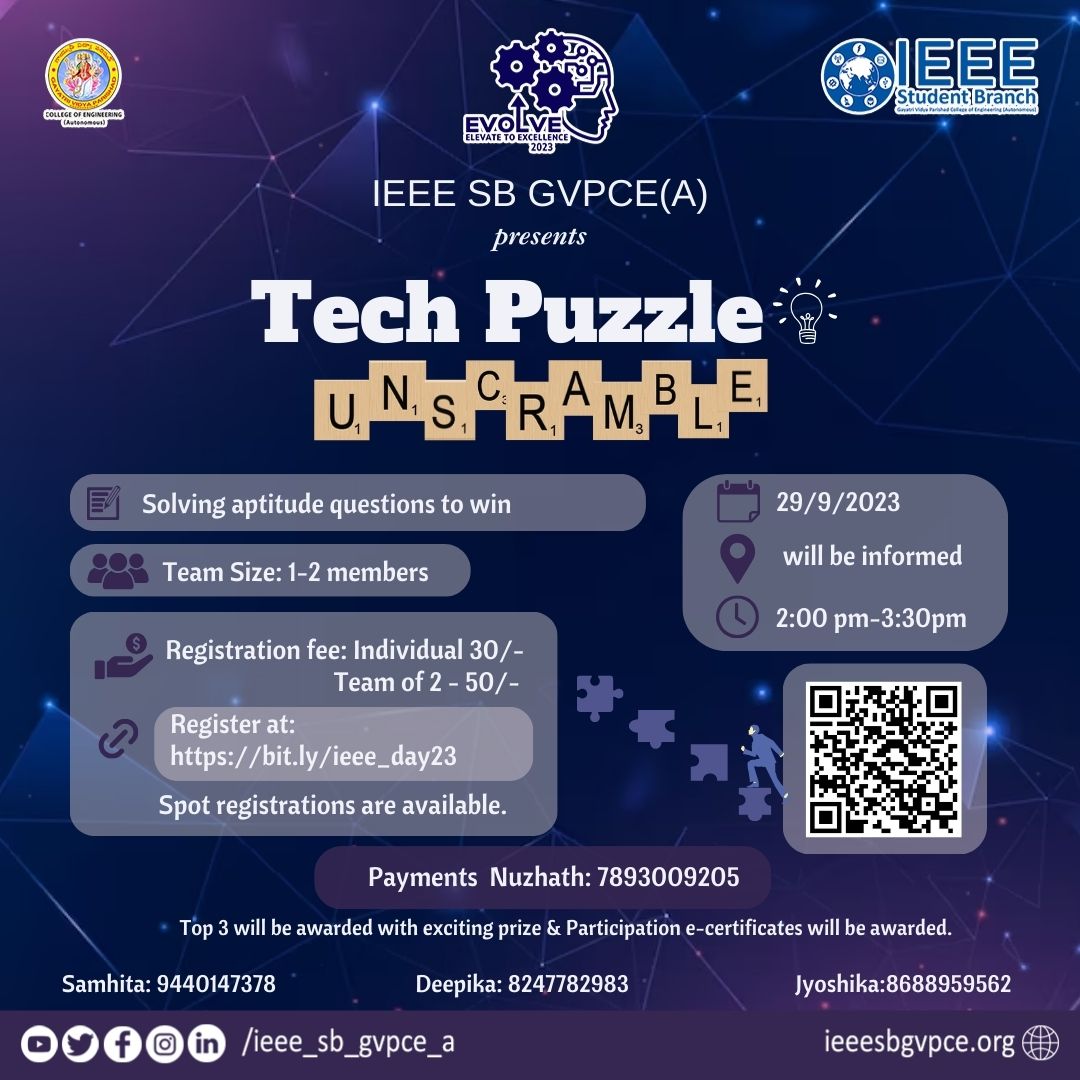 COLLEGE OF ENGINEERING
(Autonomous)
EVOLVE
ELEVATE TO EXCELLENCE
2023
IEEE
Student Branch
Gayatri Vidya Parishad College of Engineering (Autonomous)
IEEE SB GVPCE(A)
presents
Tech Puzzle
UNSCRAMBLE
Solving aptitude questions to win
Team Size: 1-2 members
29/9/2023
will be informed
2:00 pm-3:30pm
Registration fee: Individual 30/-
Team of 2 - 50/-
Register at:
https://bit.ly/ieee_day23
Spot registrations are available.
Payments Nuzhath: 7893009205
Top 3 will be awarded with exciting prize & Participation e-certificates will be awarded.
Samhita: 9440147378 Deepika: 8247782983 Jyoshika:8688959562
/ieee_sb_gvpce_a ieeesbgvpce.org